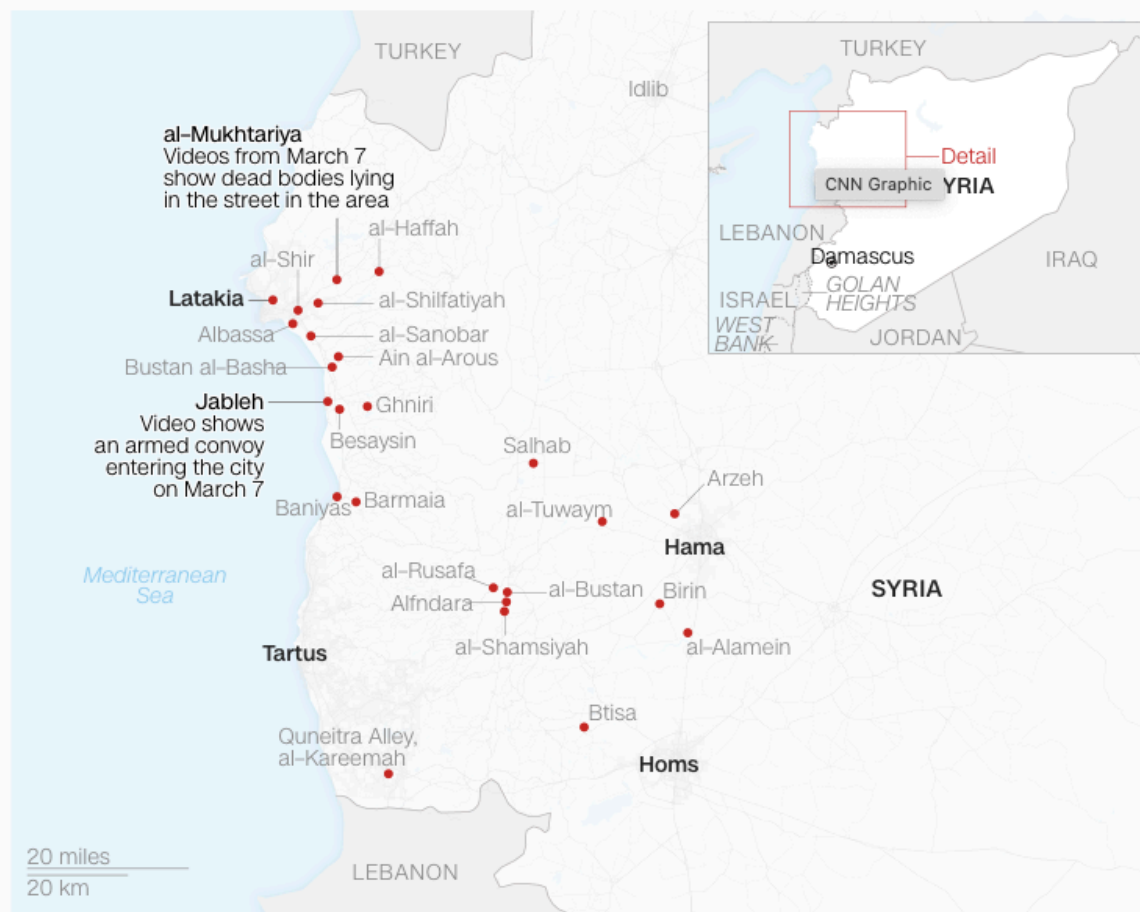 TURKEY
Idlib
al-Mukhtariya
Videos from March 7
show dead bodies lying
in the street in the area
al-Haffah
al-Shir
Latakia
al-Shilfatiyah
Albassa
al-Sanobar
Ain al-Arous
Bustan al-Basha
Jableh
Video shows
an armed convoy
entering the city
on March 7
Ghniri
Besaysin
Salhab
Arzeh
Baniyas
Barmaia
al-Tuwaym
Hama
Mediterranean
Sea
al-Rusafa
al-Bustan
Alfndara
Birin
SYRIA
al-Shamsiyah
al-Alamein
Tartus
Btisa
Quneitra Alley,
al-Kareemah
Homs
20 miles
20 km
LEBANON
TURKEY
Detail
CNN Graphic
YRIA
LEBANON
Damascus
IRAQ
GOLAN
HEIGHTS
ISRAEL
WEST
BANK
JORDAN